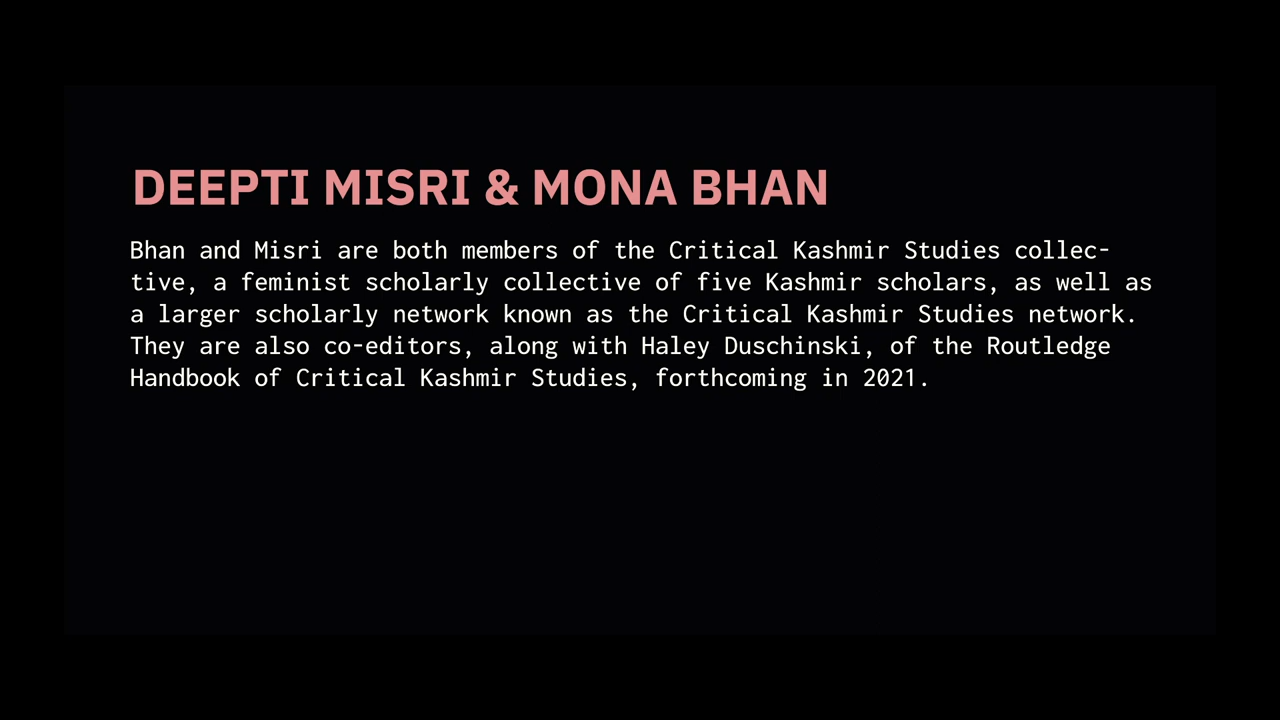 DEEPTI MISRI & MONA BHAN
Bhan and Misri are both members of the Critical Kashmir Studies collec-
tive, a feminist scholarly collective of five Kashmir scholars, as well as
a larger scholarly network known as the Critical Kashmir Studies network.
They are also co-editors, along with Haley Duschinski, of the Routledge
Handbook of Critical Kashmir Studies, forthcoming in 2021.